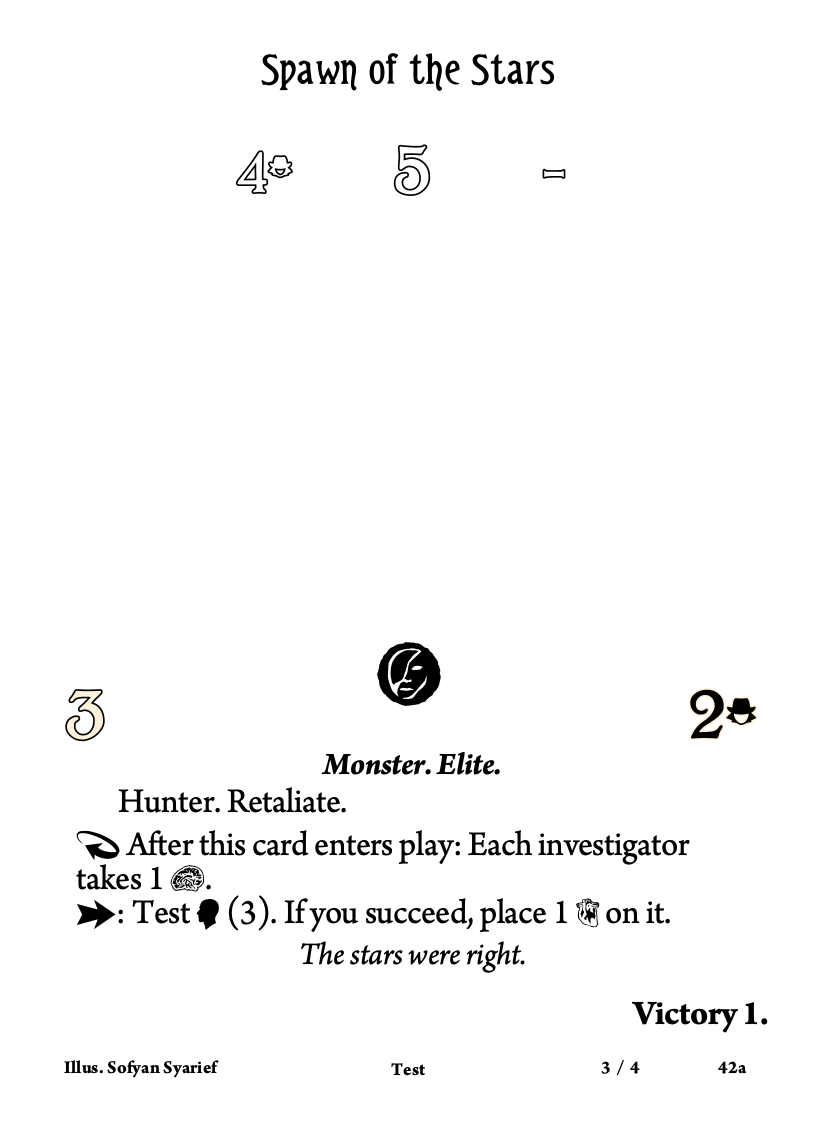 Spawn of the Stars
4 5 –
3
2
Monster. Elite.
Hunter. Retaliate.
After this card enters play: Each investigator
takes 1 .
: Test (3). If you succeed, place 1 on it.
The stars were right.
Victory 1.
Illus. Sofyan Syarief Test 3 / 4 42a